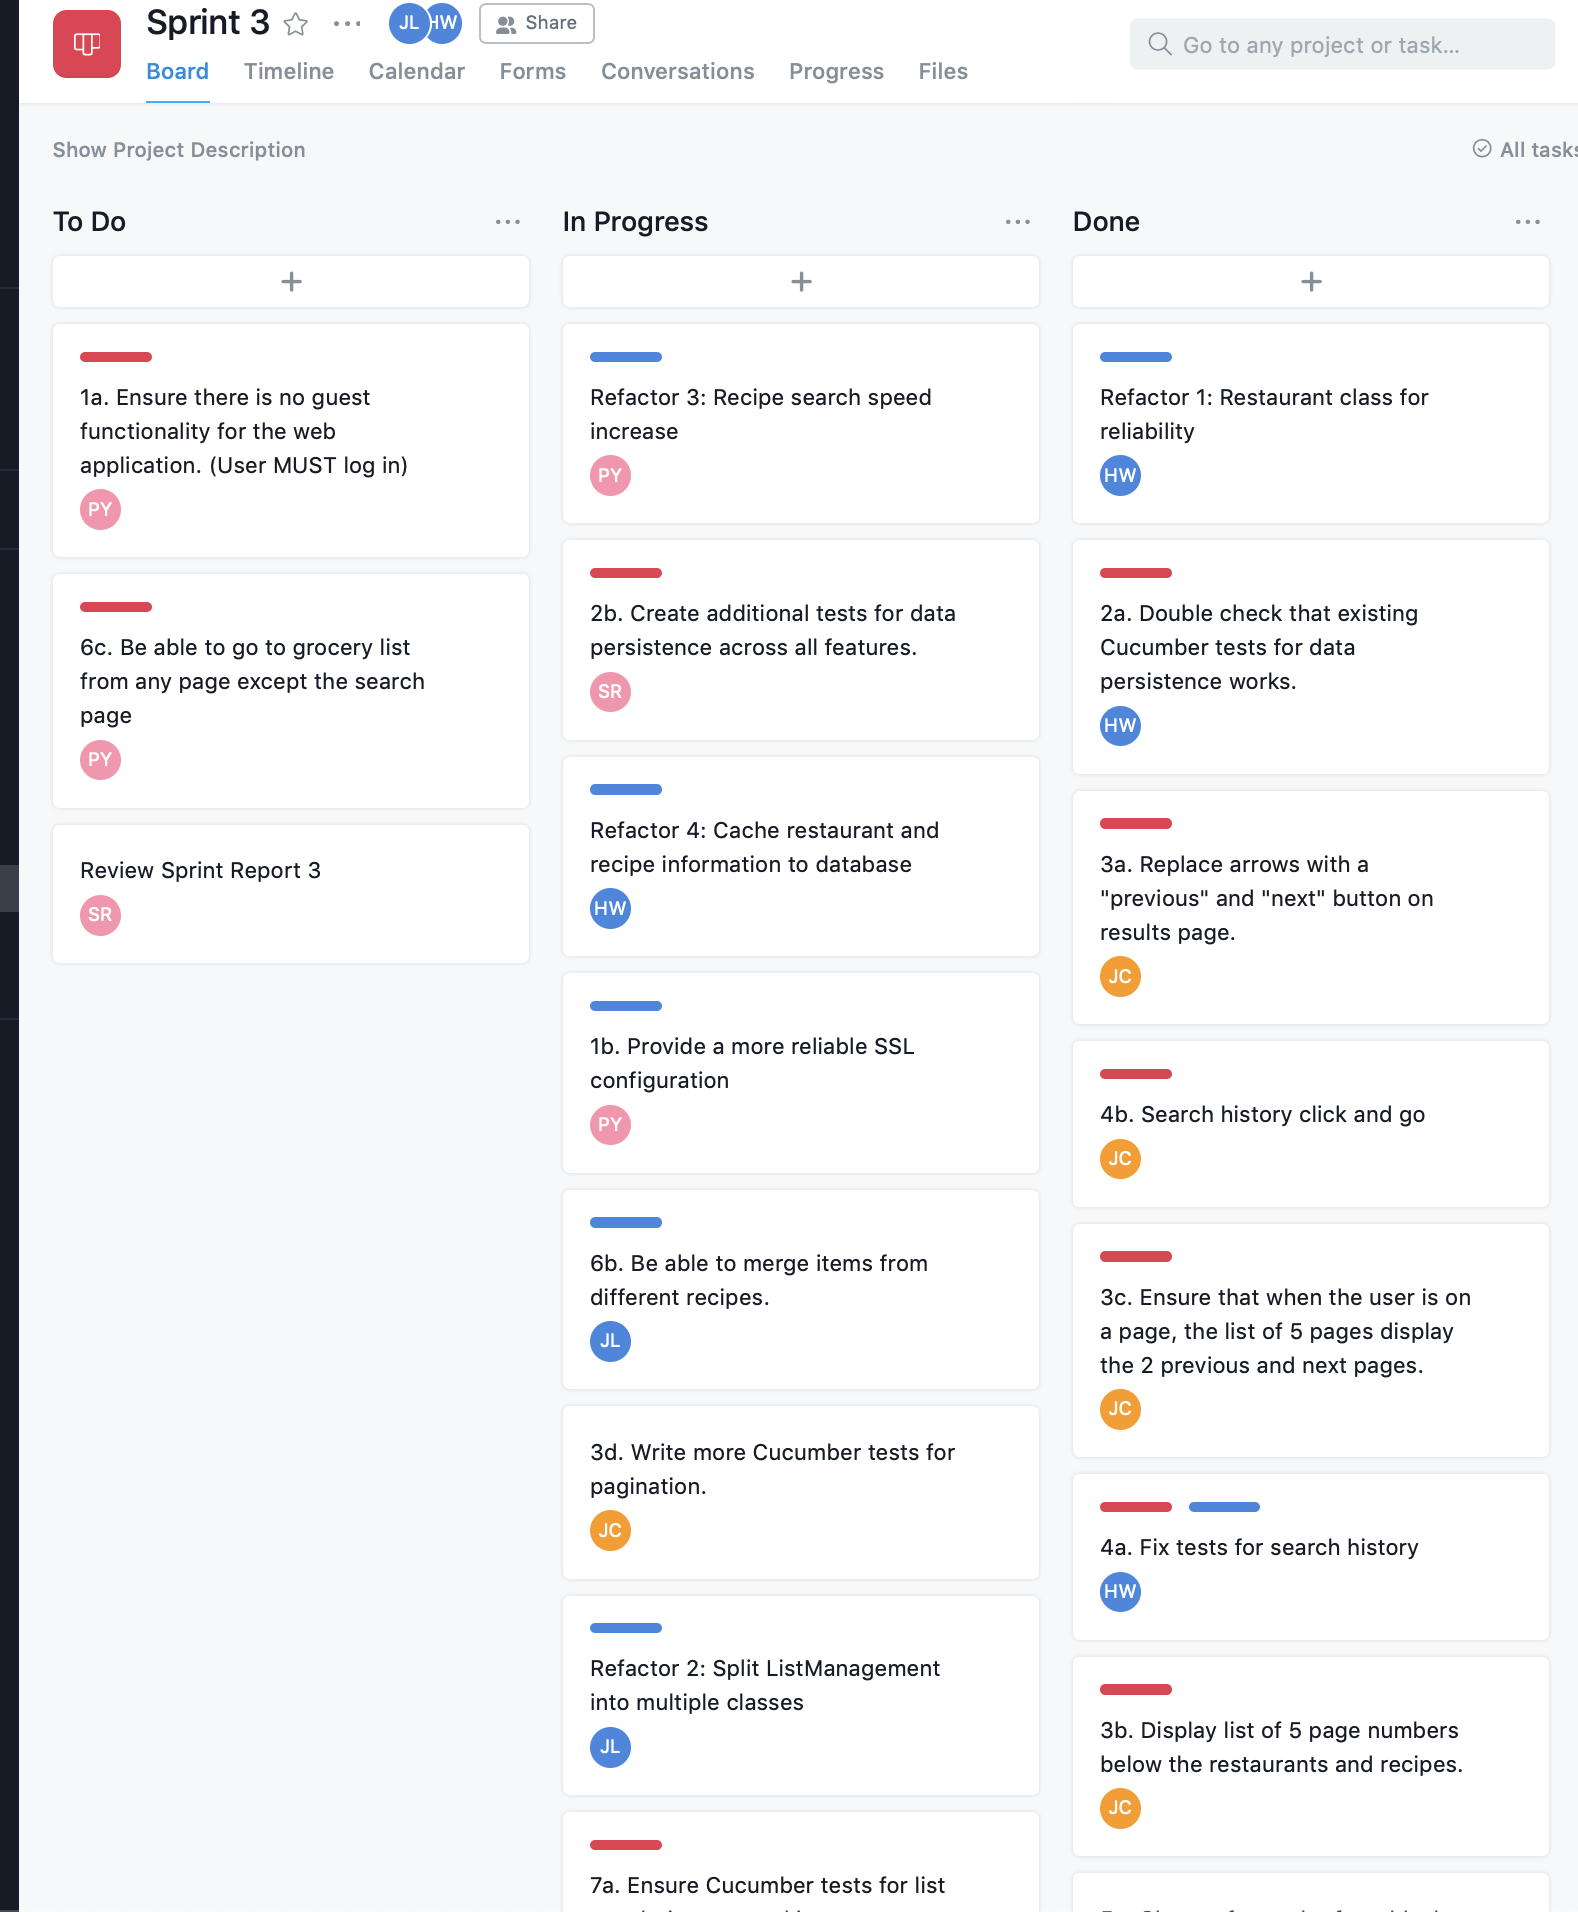 Sprint 3
JL
HW
Share
Go to any project or task...
Board
Timeline
Calendar
Forms
Conversations
Progress
Files
Show Project Description
All tasks
To Do
1a. Ensure there is no guest
functionality for the web
application. (User MUST log in)
PY
6c. Be able to go to grocery list
from any page except the search
page
PY
Review Sprint Report 3
SR
In Progress
Refactor 3: Recipe search speed
increase
PY
2b. Create additional tests for data
persistence across all features.
SR
Refactor 4: Cache restaurant and
recipe information to database
HW
1b. Provide a more reliable SSL
configuration
PY
6b. Be able to merge items from
different recipes.
JL
3d. Write more Cucumber tests for
pagination.
JC
Refactor 2: Split ListManagement
into multiple classes
JL
7a. Ensure Cucumber tests for list
Done
Refactor 1: Restaurant class for
reliability
HW
2a. Double check that existing
Cucumber tests for data
persistence works.
HW
3a. Replace arrows with a
"previous" and "next" button on
results page.
JC
4b. Search history click and go
JC
3c. Ensure that when the user is on
a page, the list of 5 pages display
the 2 previous and next pages.
JC
4a. Fix tests for search history
HW
3b. Display list of 5 page numbers
below the restaurants and recipes.
JC